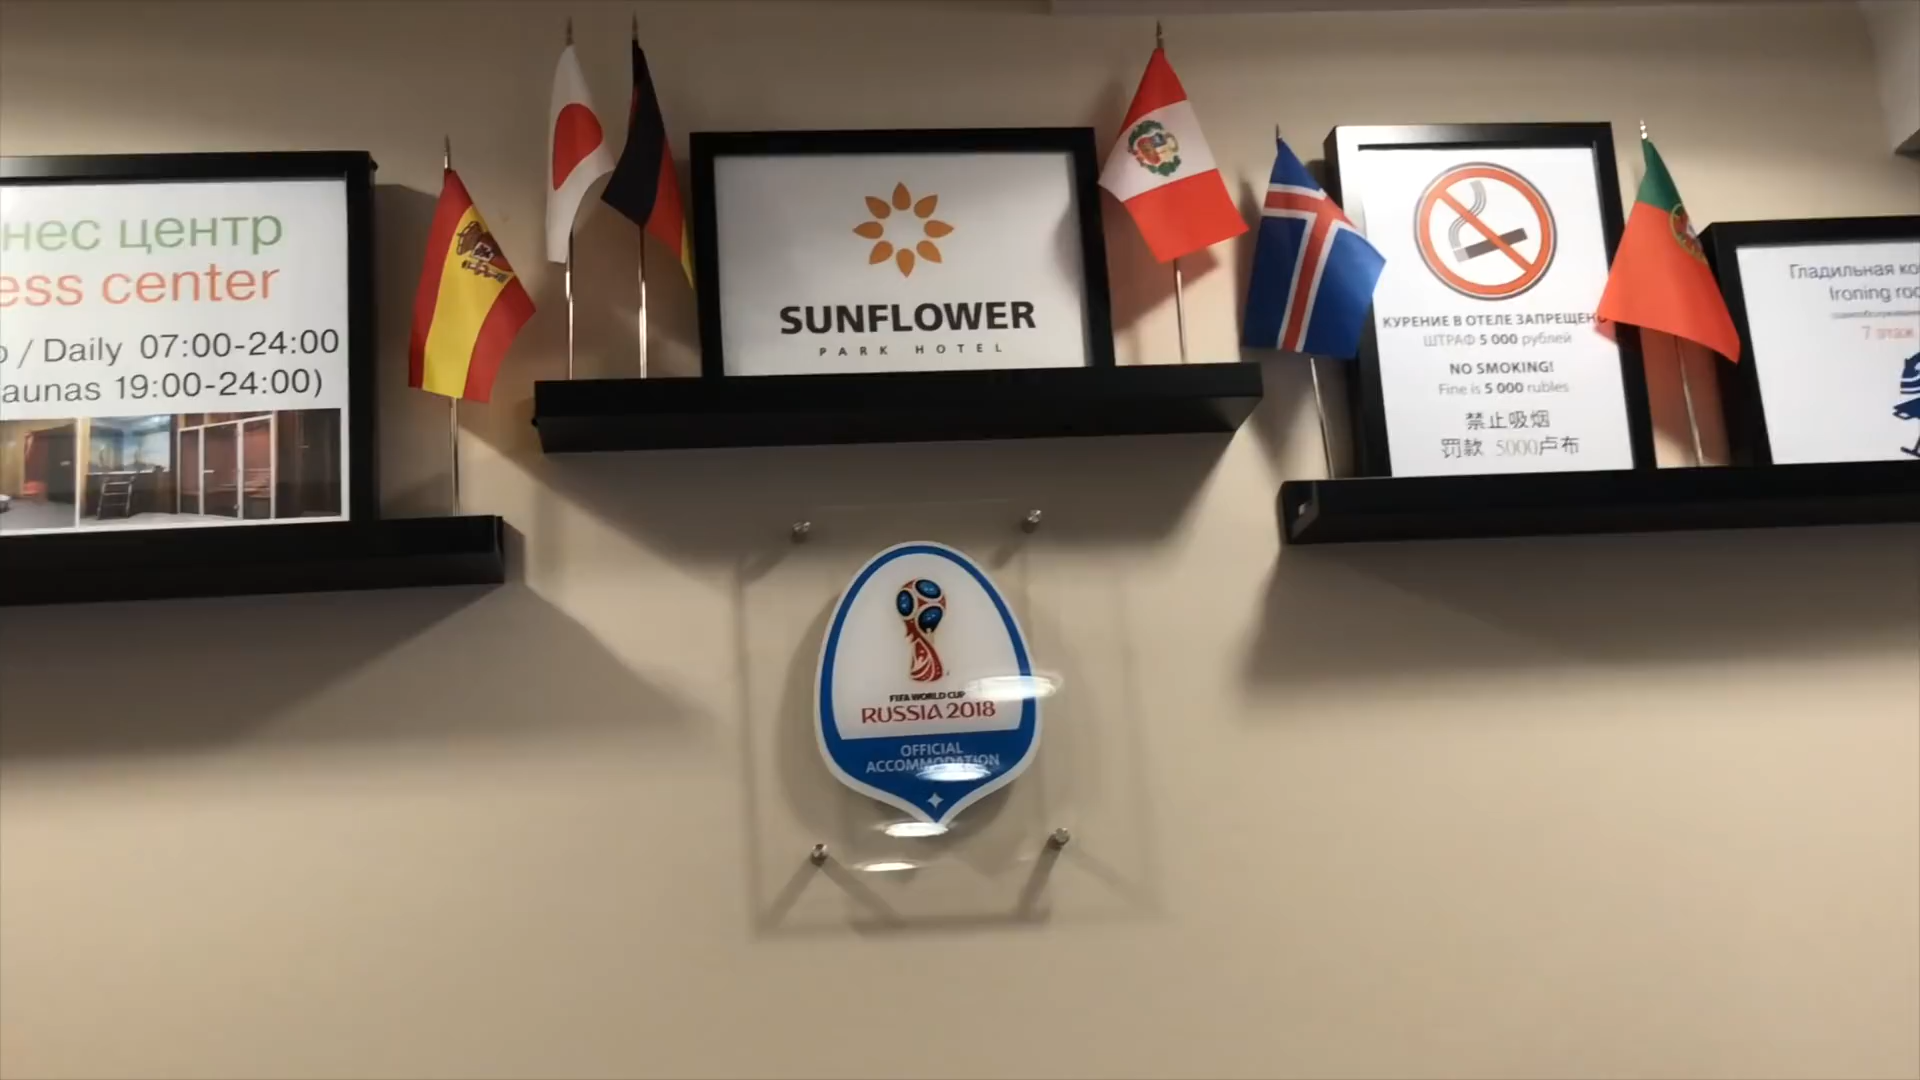 нес центр
ess center
/ Daily 07:00-24:00
aunas 19:00-24:00)
SUNFLOWER
PARK HOTEL
КУРЕНИЕ В ОТЕЛЕ ЗАПРЕЩЕНО
ШТРАФ 5 000 рублей
NO SMOKING!
Fine is 5 000 rubles
禁止吸烟
罚款 5000卢布
Гладильная ко
Ironing roo
7 этаж
FIFA WORLD CUP
RUSSIA 2018
OFFICIAL
ACCOMMODATION